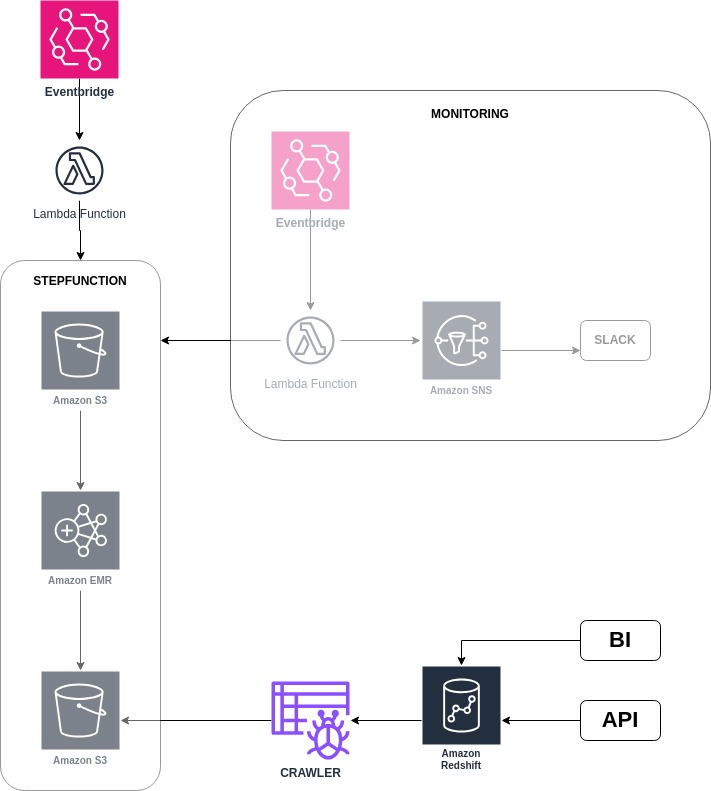 Eventbridge
Lambda Function
STEPFUNCTION
Amazon S3
Amazon EMR
Amazon S3
MONITORING
Eventbridge
Lambda Function
Amazon SNS
SLACK
CRAWLER
Amazon
Redshift
BI
API